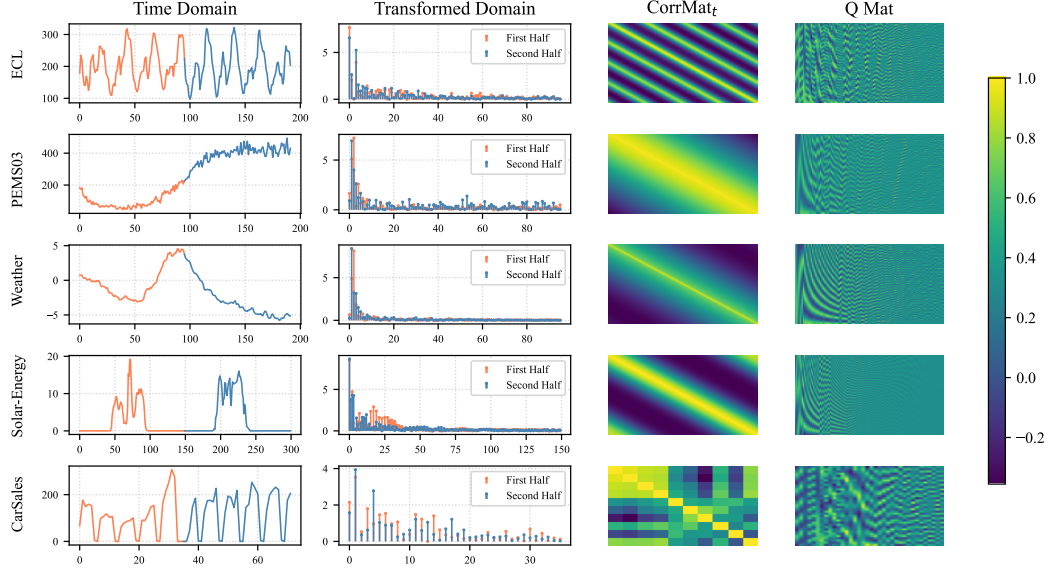 Time Domain Transformed Domain CorrMatₜ Q Mat
ECL
300
200
100
0 50 100 150 200
5
0
0 20 40 60 80
First Half
Second Half
PEMS03
400
200
0 50 100 150 200
5
0
0 20 40 60 80
First Half
Second Half
Weather
5
0
−5
0 50 100 150 200
5
0
0 20 40 60 80
First Half
Second Half
Solar-Energy
20
10
0
0 50 100 150 200 250 300
5
0
0 25 50 75 100 125 150
First Half
Second Half
CarSales
200
0
0 20 40 60
4
2
0
0 10 20 30
First Half
Second Half
1.0
0.8
0.6
0.4
0.2
0.0
−0.2